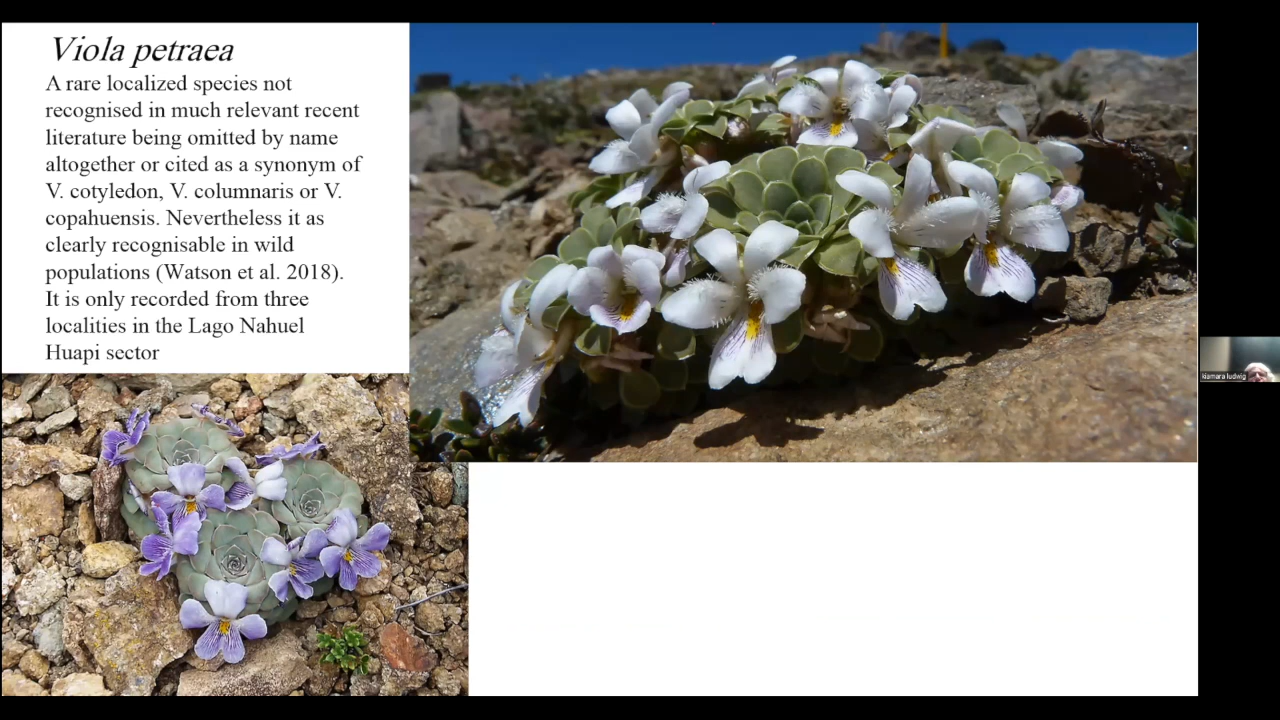 Viola petraea
A rare localized species not
recognised in much relevant recent
literature being omitted by name
altogether or cited as a synonym of
V. cotyledon, V. columnaris or V.
copahuensis. Nevertheless it as
clearly recognisable in wild
populations (Watson et al. 2018).
It is only recorded from three
localities in the Lago Nahuel
Huapi sector
kiamara ludwig